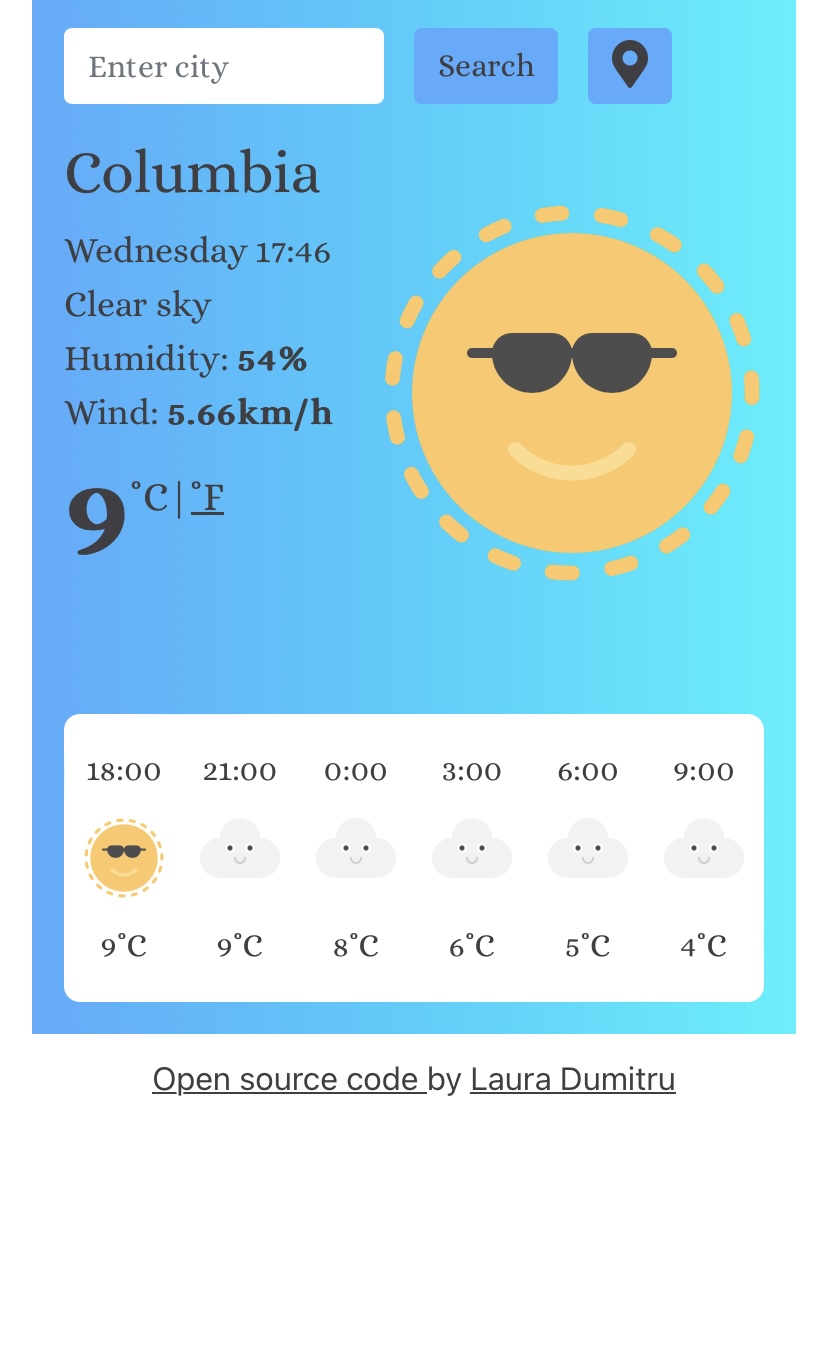 Enter city Search
Columbia
Wednesday 17:46
Clear sky
Humidity: 54%
Wind: 5.66km/h
9°C|°F
18:00 21:00 0:00 3:00 6:00 9:00
9°C 9°C 8°C 6°C 5°C 4°C
Open source code by Laura Dumitru